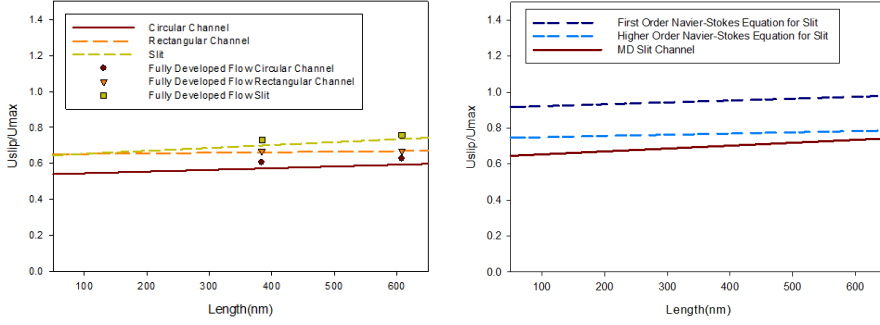 Circular Channel
Rectangular Channel
Slit
Fully Developed Flow Circular Channel
Fully Developed Flow Rectangular Channel
Fully Developed Flow Slit
Uslip/Umax
1.4
1.2
1.0
0.8
0.6
0.4
0.2
0.0
100 200 300 400 500 600
Length(nm)
First Order Navier-Stokes Equation for Slit
Higher Order Navier-Stokes Equation for Slit
MD Slit Channel
Uslip/Umax
1.4
1.2
1.0
0.8
0.6
0.4
0.2
0.0
100 200 300 400 500 600
Length(nm)